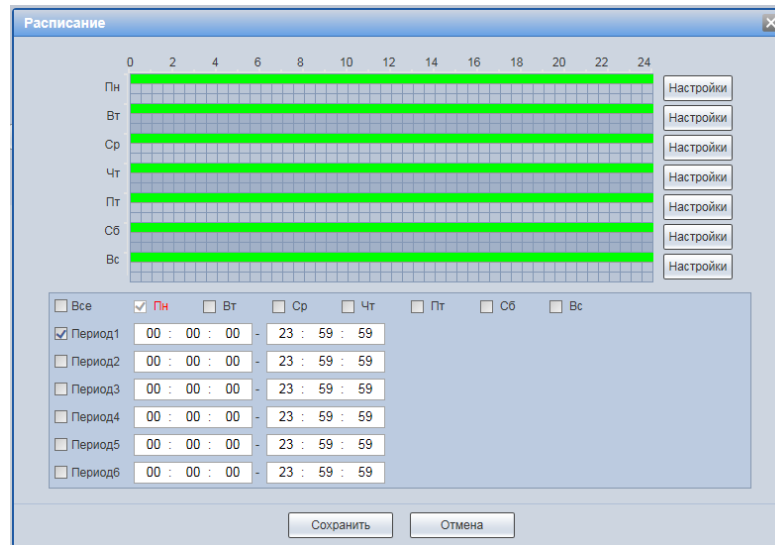 Расписание
0 2 4 6 8 10 12 14 16 18 20 22 24
Пн Настройки
Вт Настройки
Ср Настройки
Чт Настройки
Пт Настройки
Сб Настройки
Вс Настройки
Все Пн Вт Ср Чт Пт Сб Вс
Период1 00 : 00 : 00 - 23 : 59 : 59
Период2 00 : 00 : 00 - 23 : 59 : 59
Период3 00 : 00 : 00 - 23 : 59 : 59
Период4 00 : 00 : 00 - 23 : 59 : 59
Период5 00 : 00 : 00 - 23 : 59 : 59
Период6 00 : 00 : 00 - 23 : 59 : 59
Сохранить Отмена